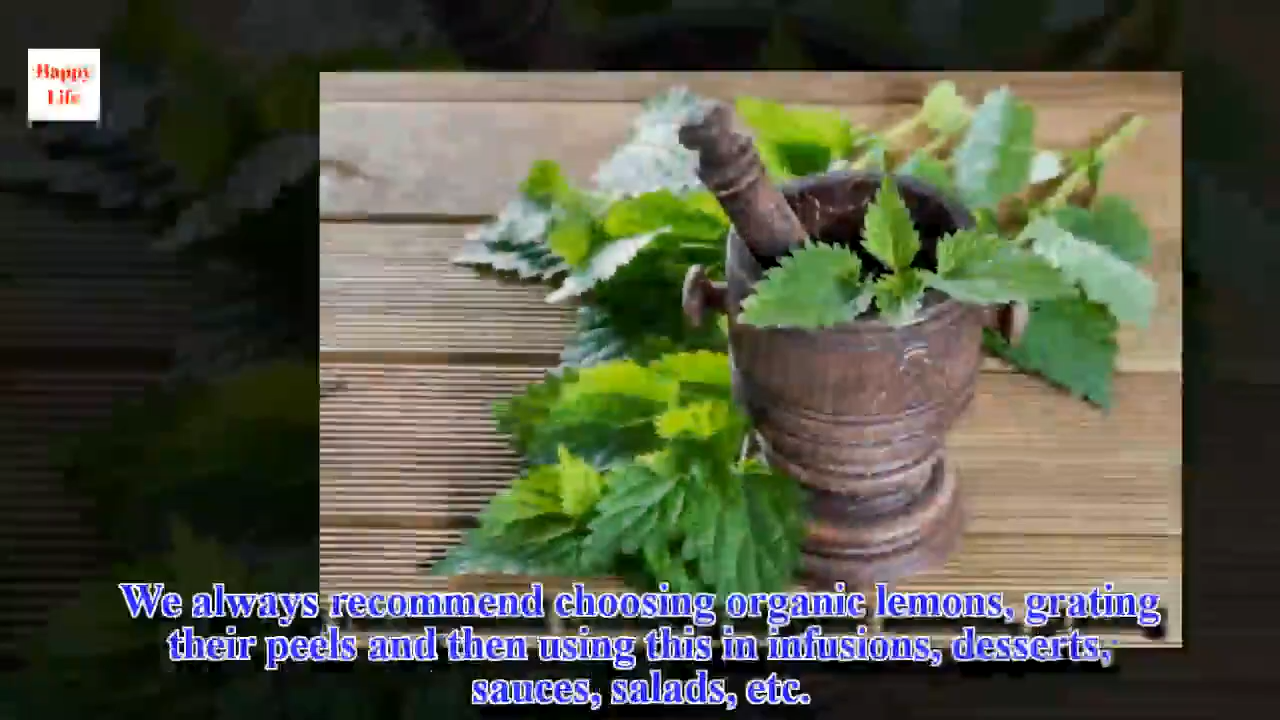 Happy
Life
We always recommend choosing organic lemons, grating
their peels and then using this in infusions, desserts,
sauces, salads, etc.